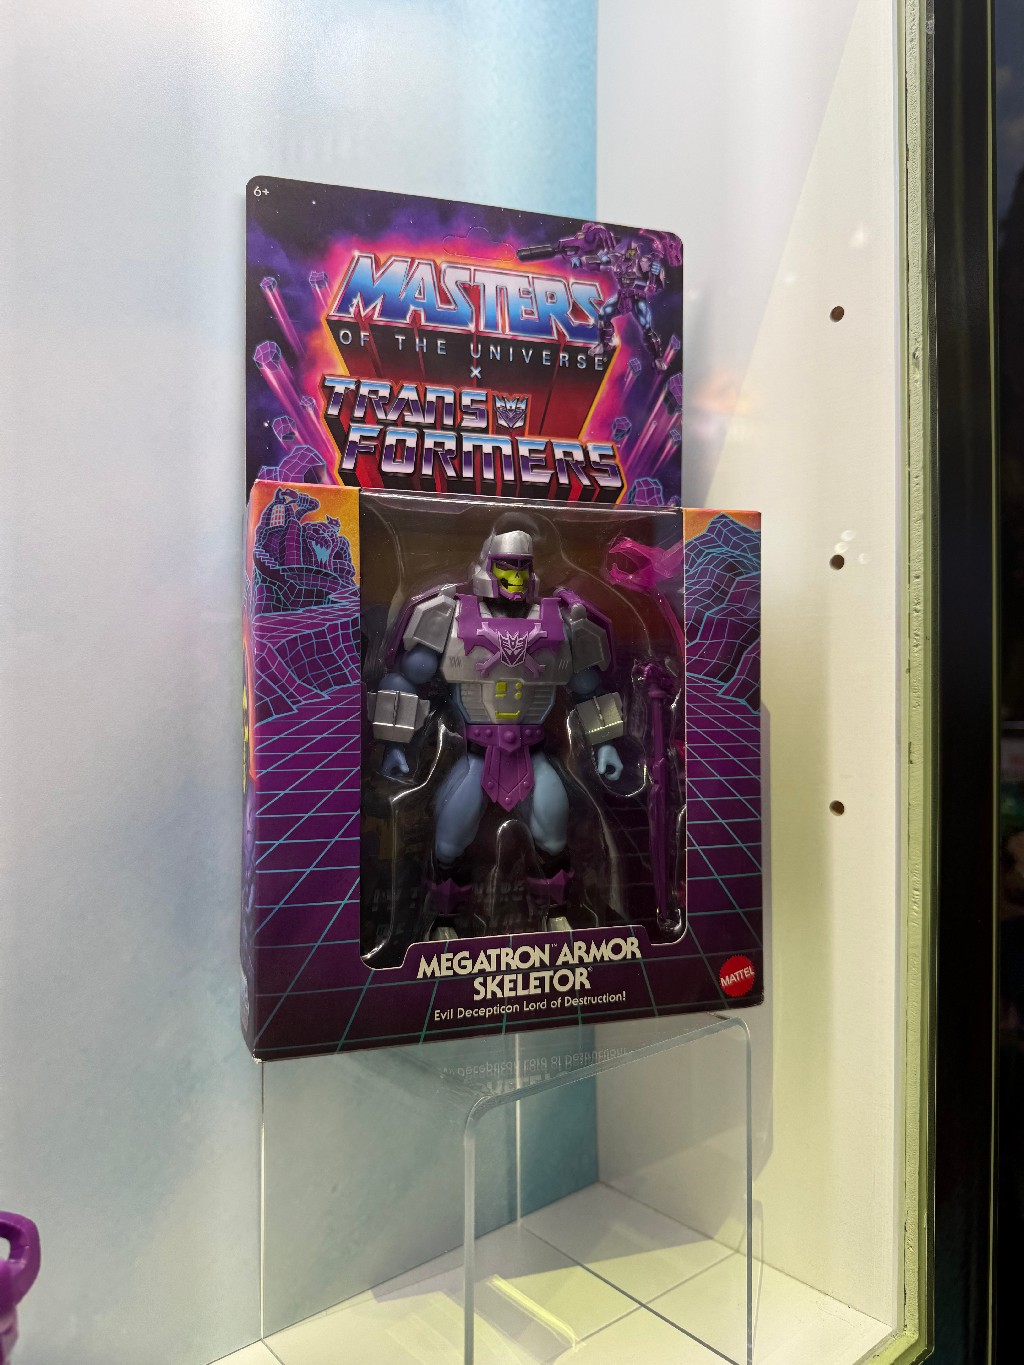 6+
MASTERS
OF THE UNIVERSE®
×
TRANS
FORMERS
MEGATRON™ ARMOR
SKELETOR®
Evil Decepticon Lord of Destruction!
MATTEL